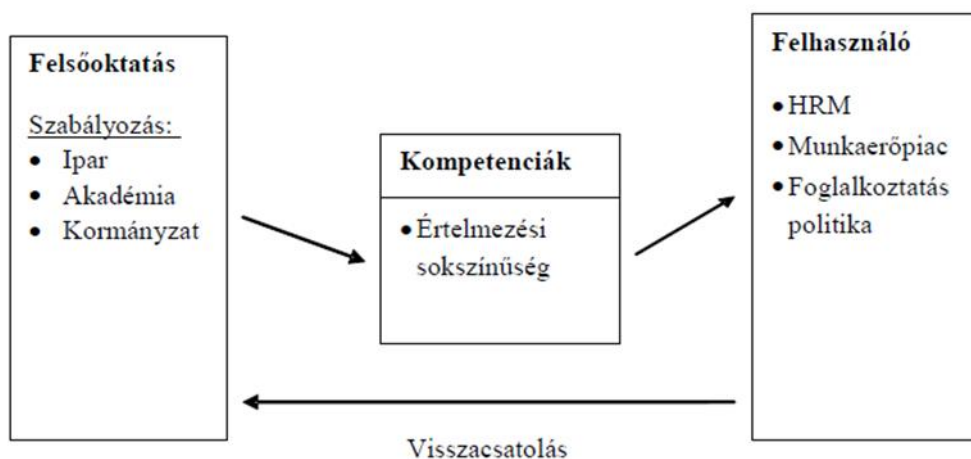 Felsőoktatás
Szabályozás:
• Ipar
• Akadémia
• Kormányzat
Kompetenciák
• Értelmezési
sokszínűség
Felhasználó
• HRM
• Munkaerőpiac
• Foglalkoztatás
politika
Visszacsatolás